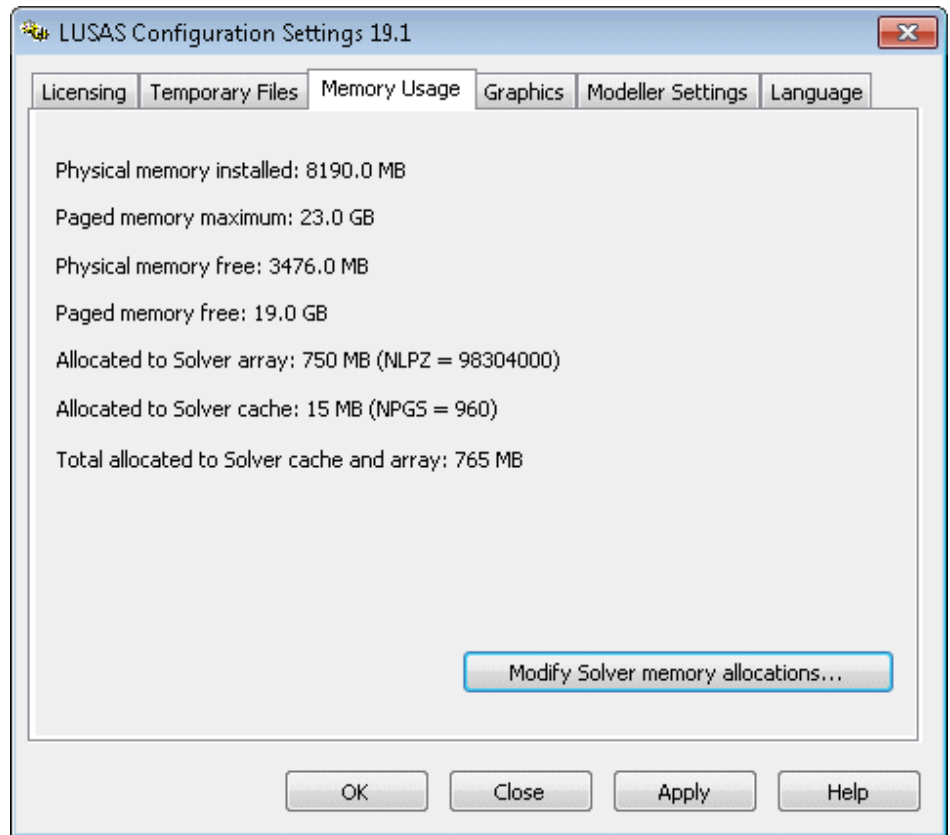 LUSAS Configuration Settings 19.1
Licensing Temporary Files Memory Usage Graphics Modeller Settings Language
Physical memory installed: 8190.0 MB
Paged memory maximum: 23.0 GB
Physical memory free: 3476.0 MB
Paged memory free: 19.0 GB
Allocated to Solver array: 750 MB (NLPZ = 98304000)
Allocated to Solver cache: 15 MB (NPGS = 960)
Total allocated to Solver cache and array: 765 MB
Modify Solver memory allocations...
OK Close Apply Help